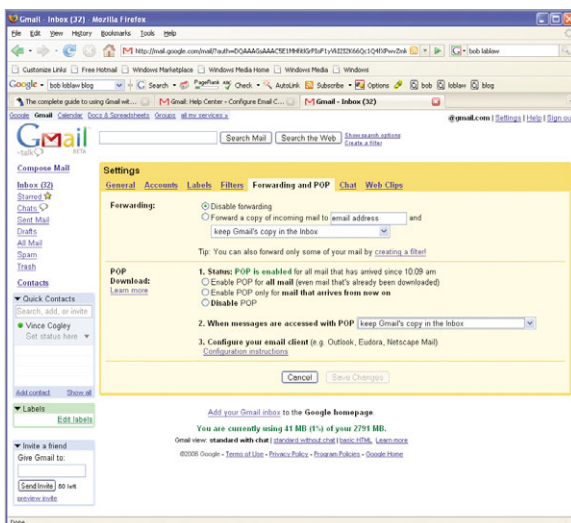 Gmail - Inbox (32) - Mozilla Firefox
File Edit View History Bookmarks Tools Help
bob loblaw
Customize Links Free Hotmail Windows Marketplace Windows Media Home Windows Media Windows
Google bob loblaw blog Search PageRank Check AutoLink Subscribe Options bob loblaw blog
The complete guide to using Gmail wit... Gmail: Help Center - Configure Email C... Gmail - Inbox (32)
Google Gmail Calendar Docs & Spreadsheets Groups all my services »
@gmail.com | Settings | Help | Sign ou
Gmail
talk BETA
Search Mail Search the Web Show search options
Create a filter
Compose Mail
Inbox (32)
Starred
Chats
Sent Mail
Drafts
All Mail
Spam
Trash
Contacts
Quick Contacts
Search, add, or invite
Vince Cogley
Set status here
Add contact Show all
Labels
Edit labels
Invite a friend
Give Gmail to:
Send Invite 50 left
preview invite
Settings
General Accounts Labels Filters Forwarding and POP Chat Web Clips
Forwarding: Disable forwarding
Forward a copy of incoming mail to email address and
keep Gmail's copy in the Inbox
Tip: You can also forward only some of your mail by creating a filter!
POP Download: 1. Status: POP is enabled for all mail that has arrived since 10:09 am
Learn more Enable POP for all mail (even mail that's already been downloaded)
Enable POP only for mail that arrives from now on
Disable POP
2. When messages are accessed with POP keep Gmail's copy in the Inbox
3. Configure your email client (e.g. Outlook, Eudora, Netscape Mail)
Configuration instructions
Cancel Save Changes
Add your Gmail inbox to the Google homepage.
You are currently using 41 MB (1%) of your 2791 MB.
Gmail view: standard with chat | standard without chat | basic HTML Learn more
©2006 Google - Terms of Use - Privacy Policy - Program Policies - Google Home
Done